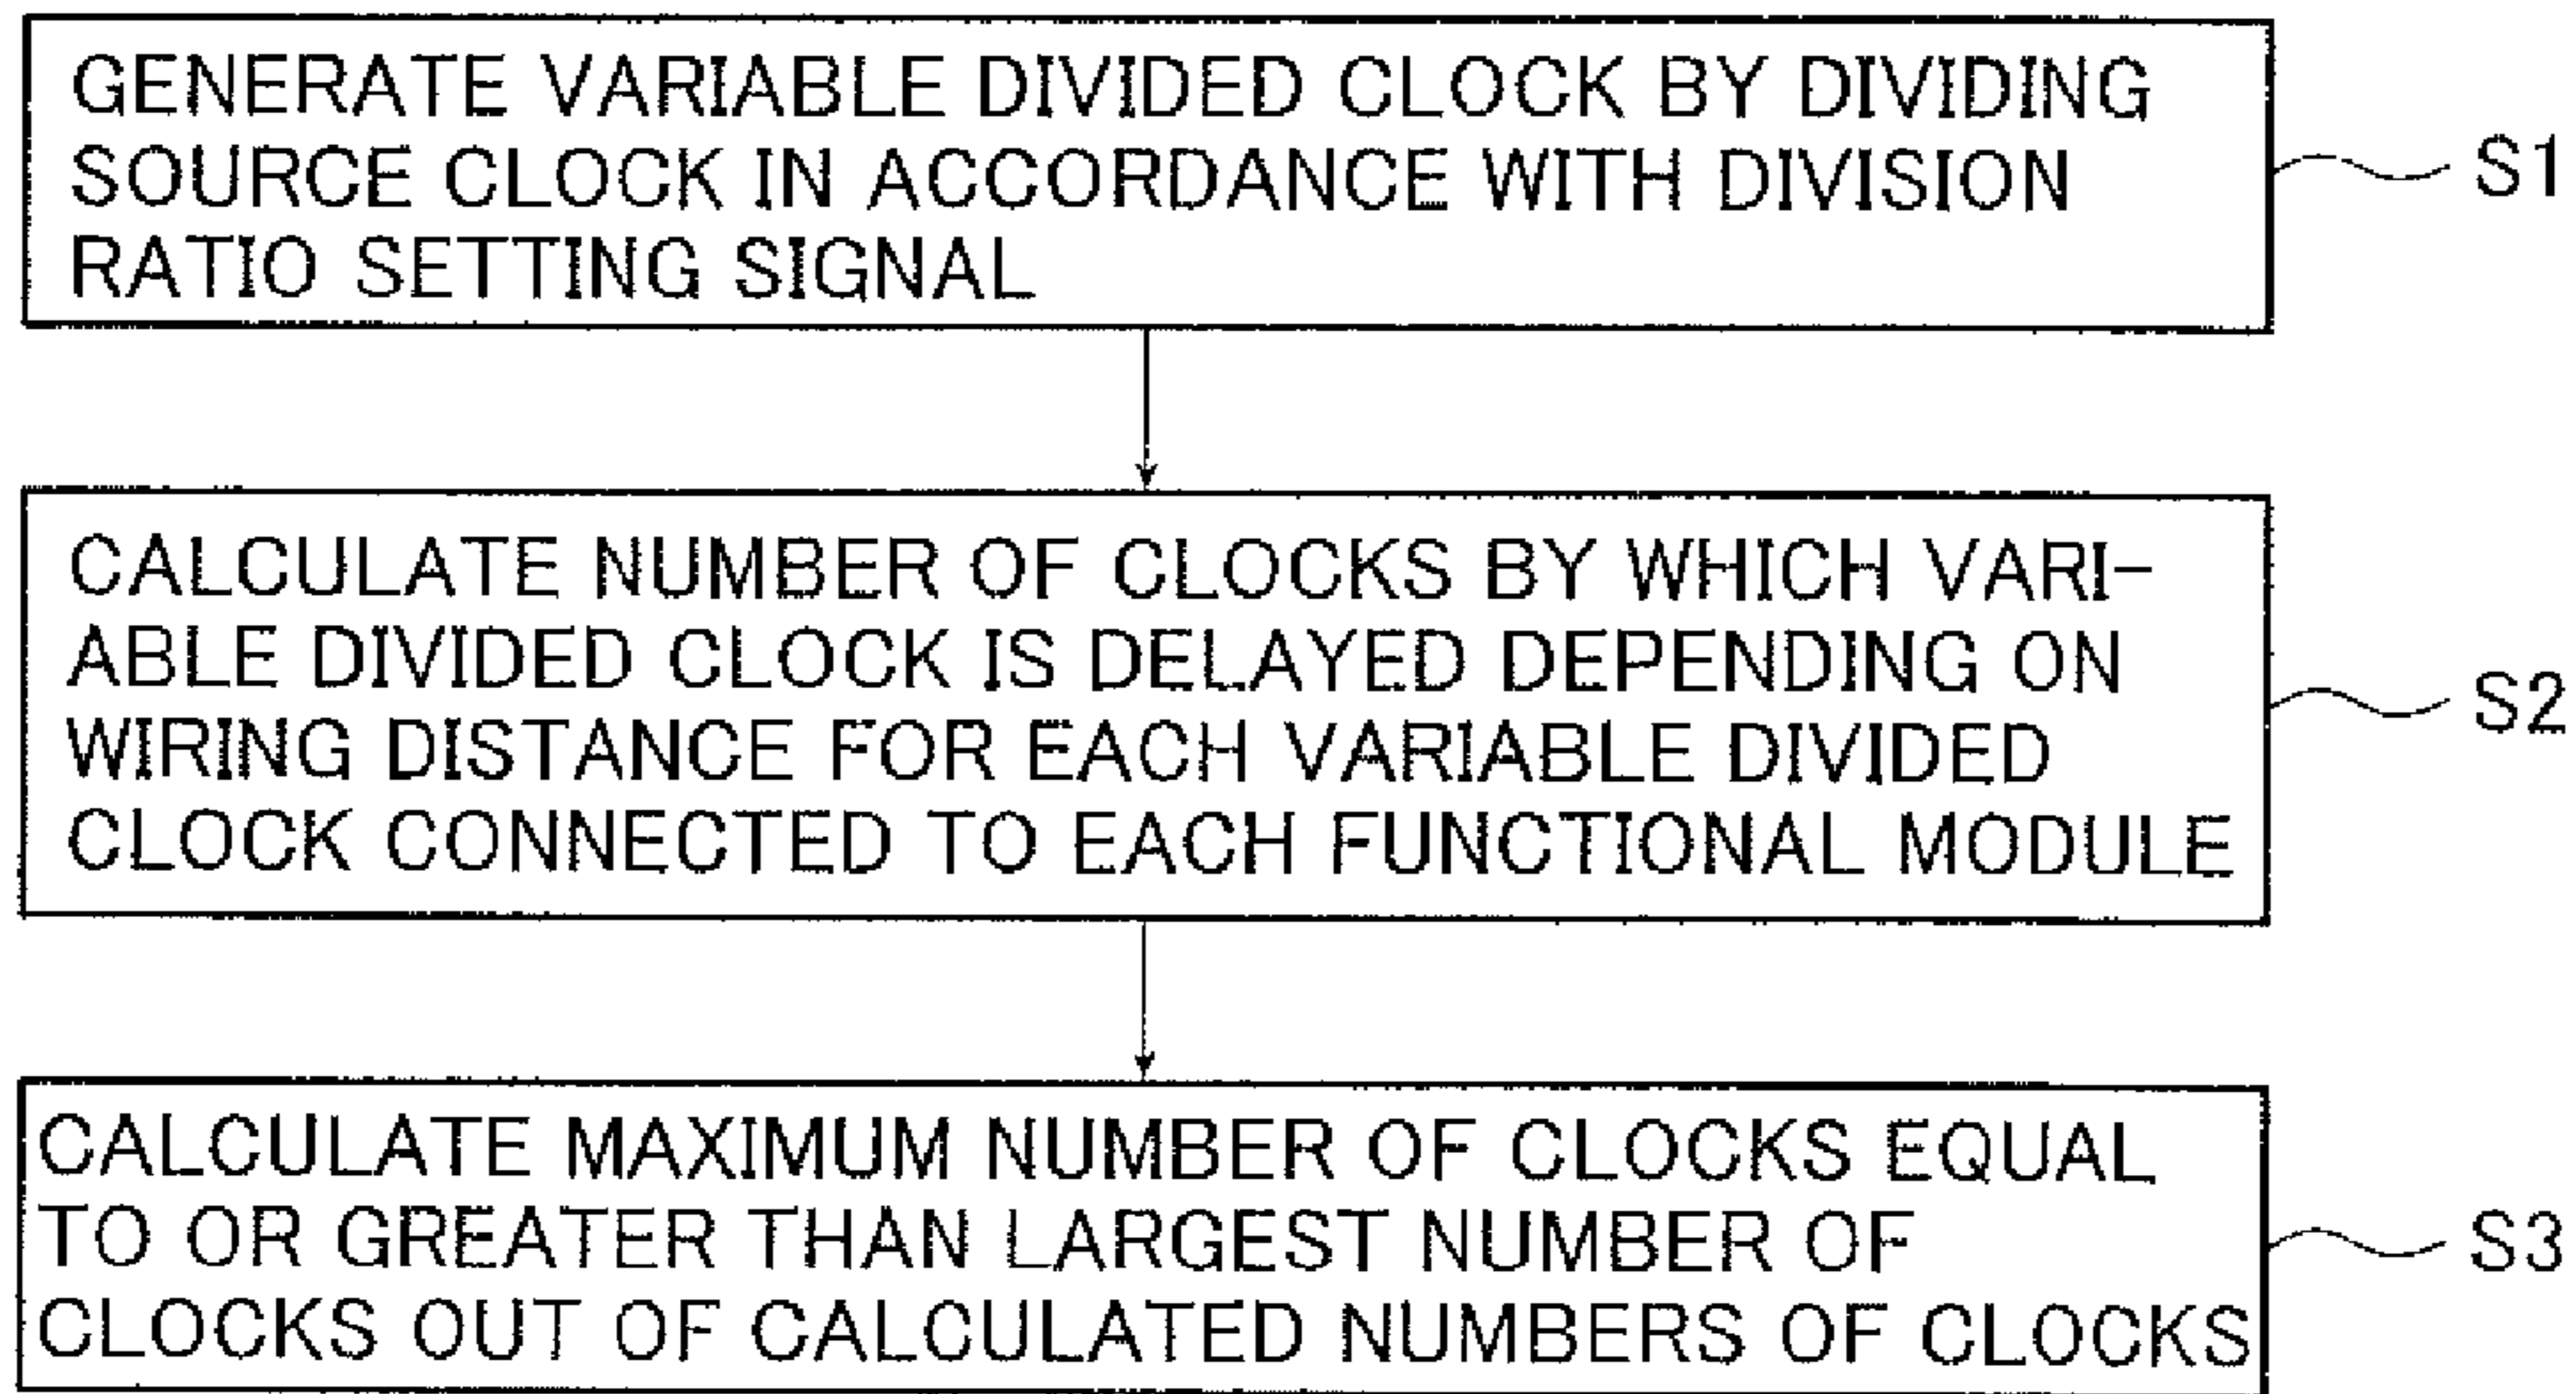 GENERATE VARIABLE DIVIDED CLOCK BY DIVIDING
SOURCE CLOCK IN ACCORDANCE WITH DIVISION
RATIO SETTING SIGNAL
S1
CALCULATE NUMBER OF CLOCKS BY WHICH VARI-
ABLE DIVIDED CLOCK IS DELAYED DEPENDING ON
WIRING DISTANCE FOR EACH VARIABLE DIVIDED
CLOCK CONNECTED TO EACH FUNCTIONAL MODULE
S2
CALCULATE MAXIMUM NUMBER OF CLOCKS EQUAL
TO OR GREATER THAN LARGEST NUMBER OF
CLOCKS OUT OF CALCULATED NUMBERS OF CLOCKS
S3